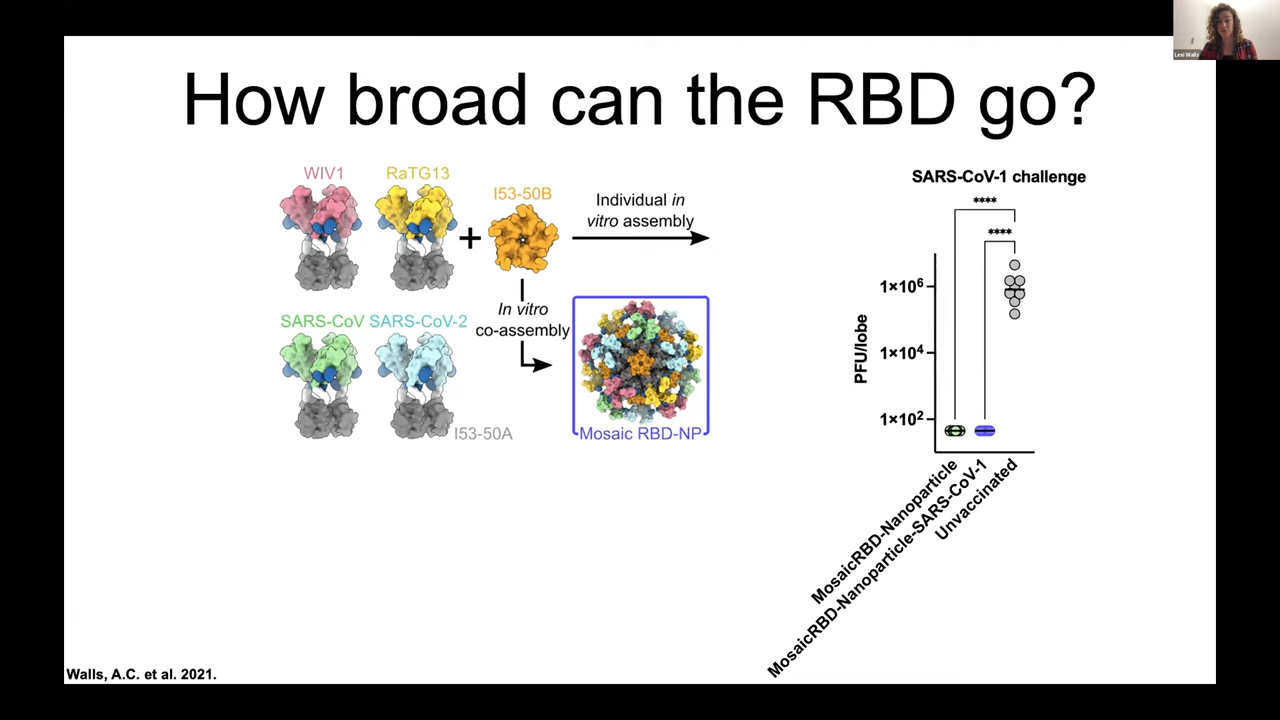 Lexi Walls
How broad can the RBD go?
WIV1
RaTG13
I53-50B
+
SARS-CoV
SARS-CoV-2
I53-50A
Individual in
vitro assembly
In vitro
co-assembly
Mosaic RBD-NP
SARS-CoV-1 challenge
****
****
PFU/lobe
1×10⁶
1×10⁴
1×10²
MosaicRBD-Nanoparticle
MosaicRBD-Nanoparticle-SARS-CoV-1
Unvaccinated
Walls, A.C. et al. 2021.